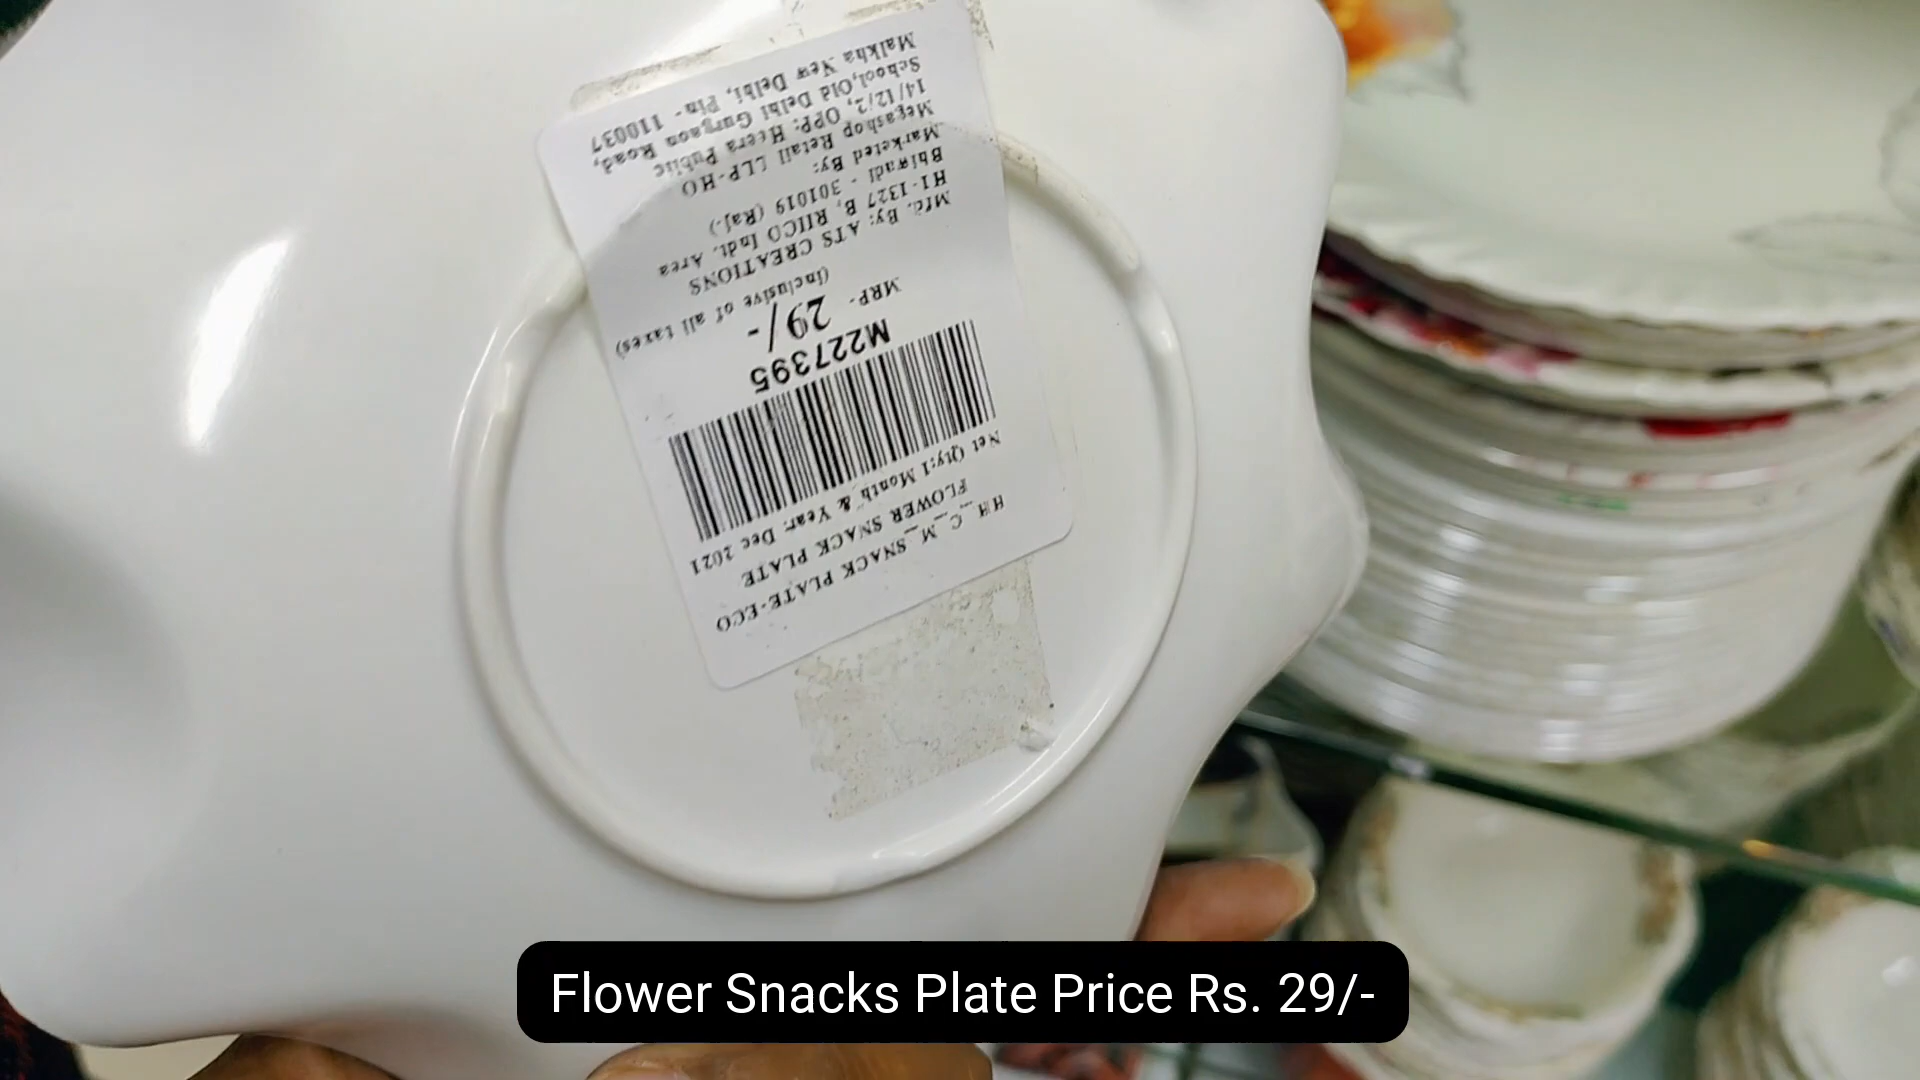 HH_C_M_SNACK PLATE-ECO
FLOWER SNACK PLATE
Net Qty:1 Month & Year: Dec 2021
M227395
MRP- 29/-
(inclusive of all taxes)
Mfd. By: ATS CREATIONS
H1-1327 B, RIICO Indt. Area
Bhiwadi - 301019 (Raj.)
Marketed By:
Megashop Retail LLP-HO
14/12/2, OPP: Heera Public
School,Old Delhi Gurgaon Road,
Malkha New Delhi, Pin- 110037
Flower Snacks Plate Price Rs. 29/-